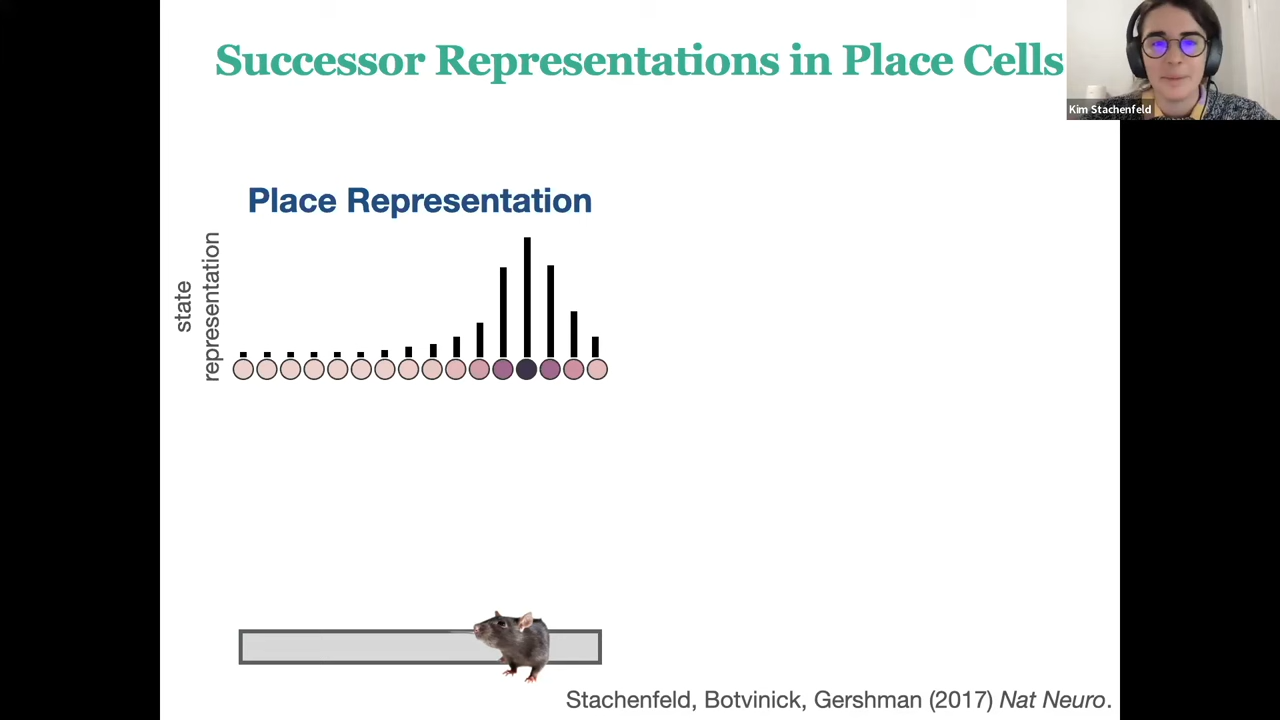 Successor Representations in Place Cells
Kim Stachenfeld
Place Representation
state
representation
Stachenfeld, Botvinick, Gershman (2017) Nat Neuro.